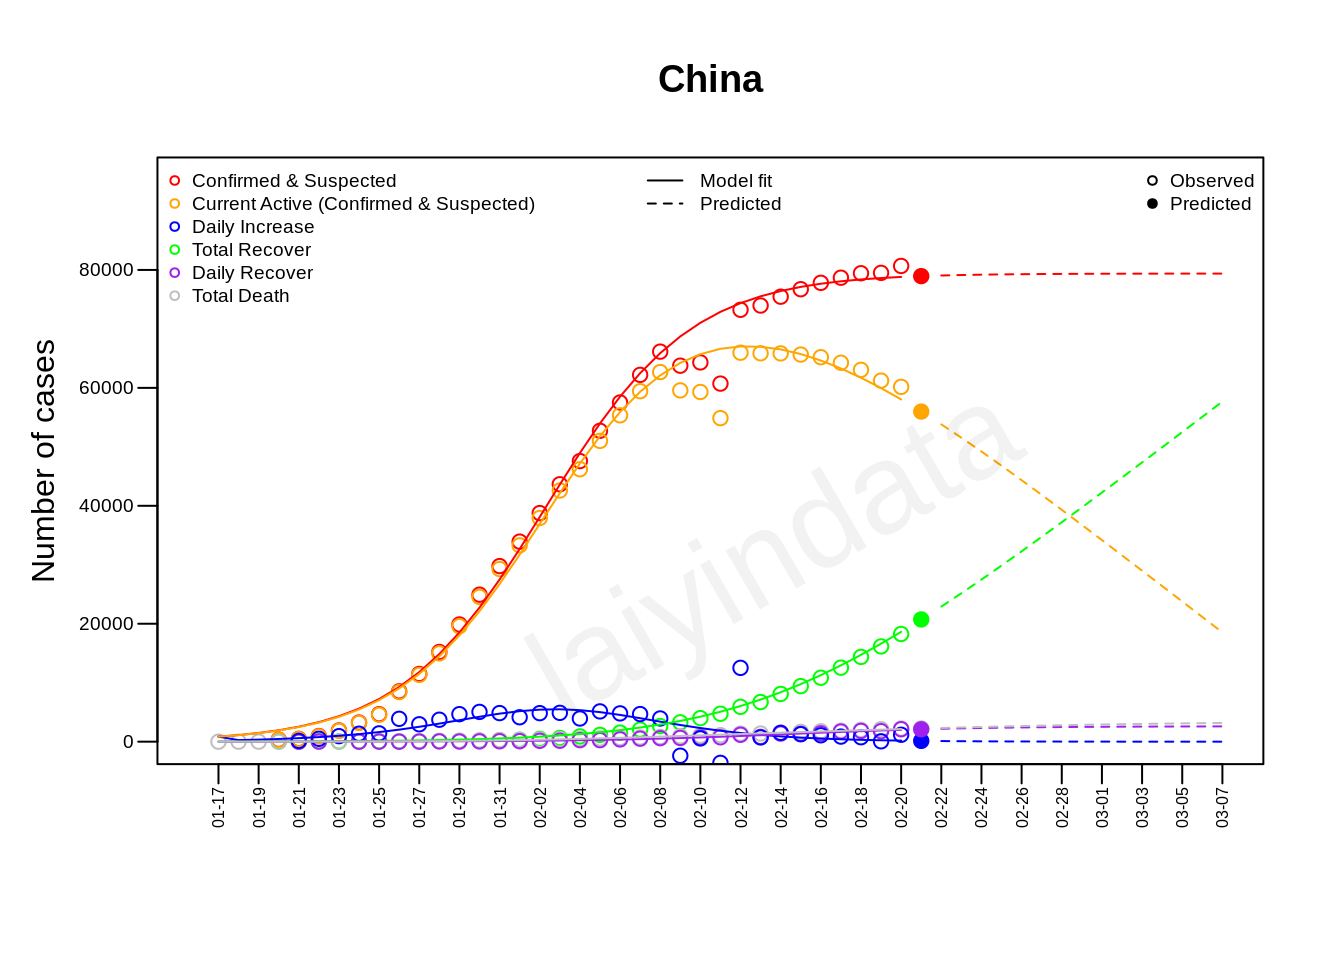 China
Confirmed & Suspected
Current Active (Confirmed & Suspected)
Daily Increase
Total Recover
Daily Recover
Total Death
Model fit
Predicted
Observed
Predicted
Number of cases
80000
60000
40000
20000
0
laiyindata
01-17
01-19
01-21
01-23
01-25
01-27
01-29
01-31
02-02
02-04
02-06
02-08
02-10
02-12
02-14
02-16
02-18
02-20
02-22
02-24
02-26
02-28
03-01
03-03
03-05
03-07